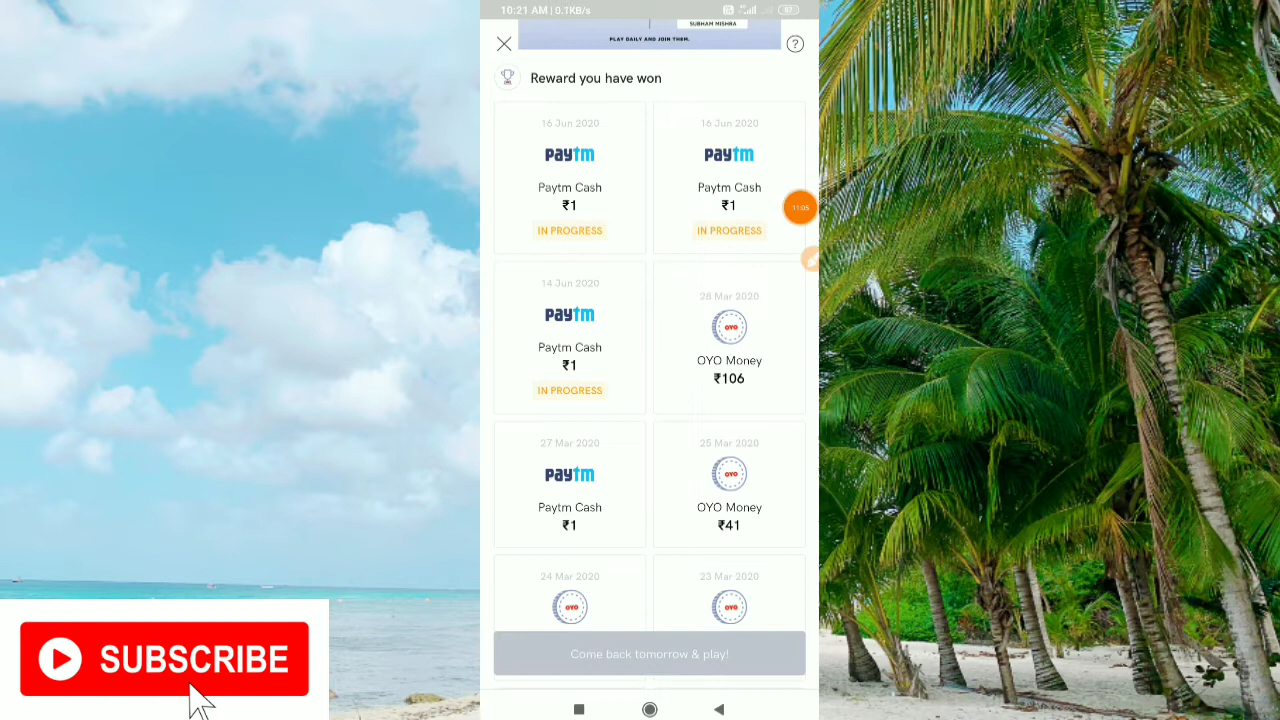 10:21 AM | 0.1KB/s
87
SUBHAM MISHRA
PLAY DAILY AND JOIN THEM.
?
Reward you have won
16 Jun 2020
paytm
Paytm Cash
₹1
IN PROGRESS
16 Jun 2020
paytm
Paytm Cash
₹1
IN PROGRESS
11:05
14 Jun 2020
paytm
Paytm Cash
₹1
IN PROGRESS
28 Mar 2020
OYO
OYO Money
₹106
27 Mar 2020
paytm
Paytm Cash
₹1
25 Mar 2020
OYO
OYO Money
₹41
24 Mar 2020
OYO
23 Mar 2020
OYO
Come back tomorrow & play!
SUBSCRIBE